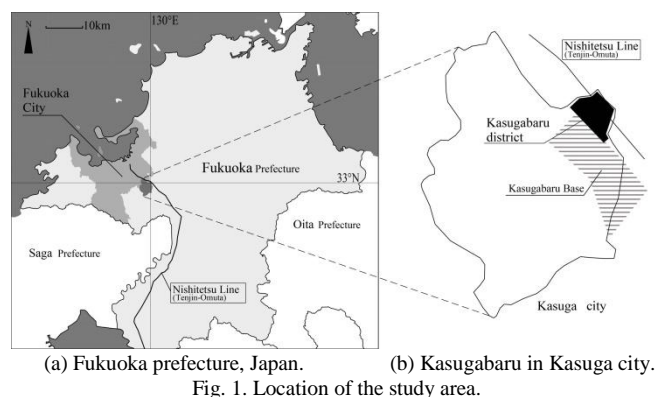 N
10km
130°E
Fukuoka
City
Fukuoka Prefecture
33°N
Saga Prefecture
Oita Prefecture
Nishitetsu Line
(Tenjin-Omuta)
Nishitetsu Line
(Tenjin-Omuta)
Kasugabaru
district
Kasugabaru Base
Kasuga city
(a) Fukuoka prefecture, Japan.
(b) Kasugabaru in Kasuga city.
Fig. 1. Location of the study area.